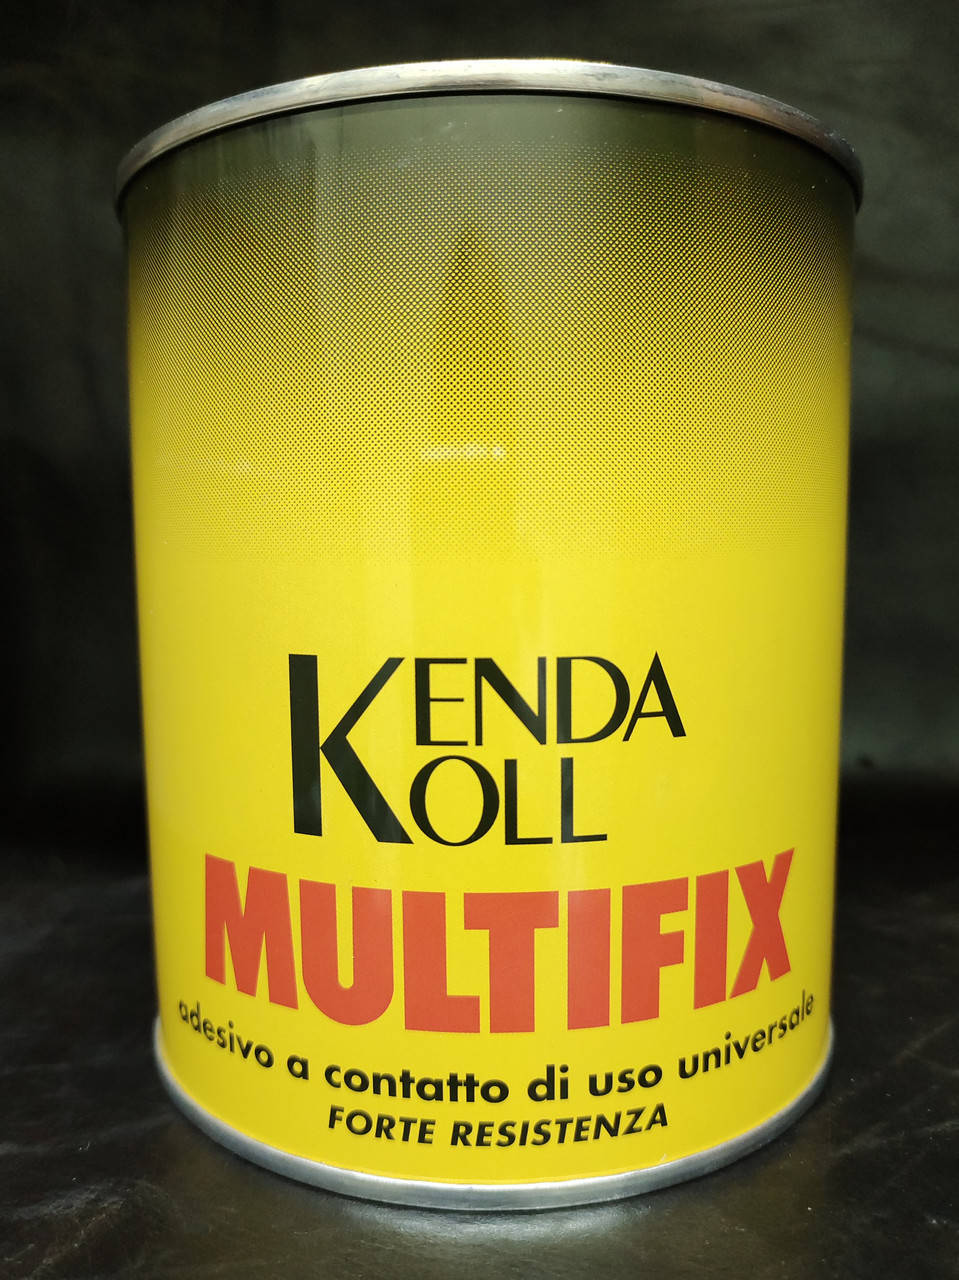 KENDA
KOLL
MULTIFIX
adesivo a contatto di uso universale
FORTE RESISTENZA